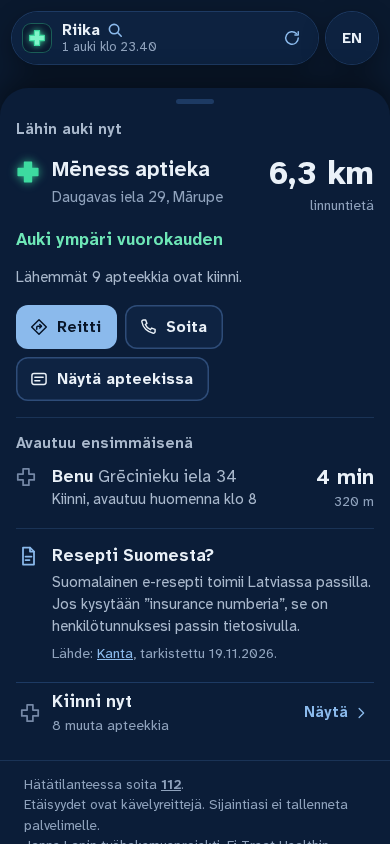 Riika
1 auki klo 23.40
EN
Lähin auki nyt
Mēness aptieka
6,3 km
Daugavas iela 29, Mārupe
linnuntietä
Auki ympäri vuorokauden
Lähemmät 9 apteekkia ovat kiinni.
Reitti
Soita
Näytä apteekissa
Avautuu ensimmäisenä
Benu Grēcinieku iela 34
4 min
Kiinni, avautuu huomenna klo 8
320 m
Resepti Suomesta?
Suomalainen e-resepti toimii Latviassa passilla.
Jos kysytään ”insurance numberia”, se on
henkilötunnuksesi passin tietosivulla.
Lähde: Kanta, tarkistettu 19.11.2026.
Kiinni nyt
8 muuta apteekkia
Näytä
Hätätilanteessa soita 112.
Etäisyydet ovat kävelyreittejä. Sijaintiasi ei tallenneta
palvelimelle.